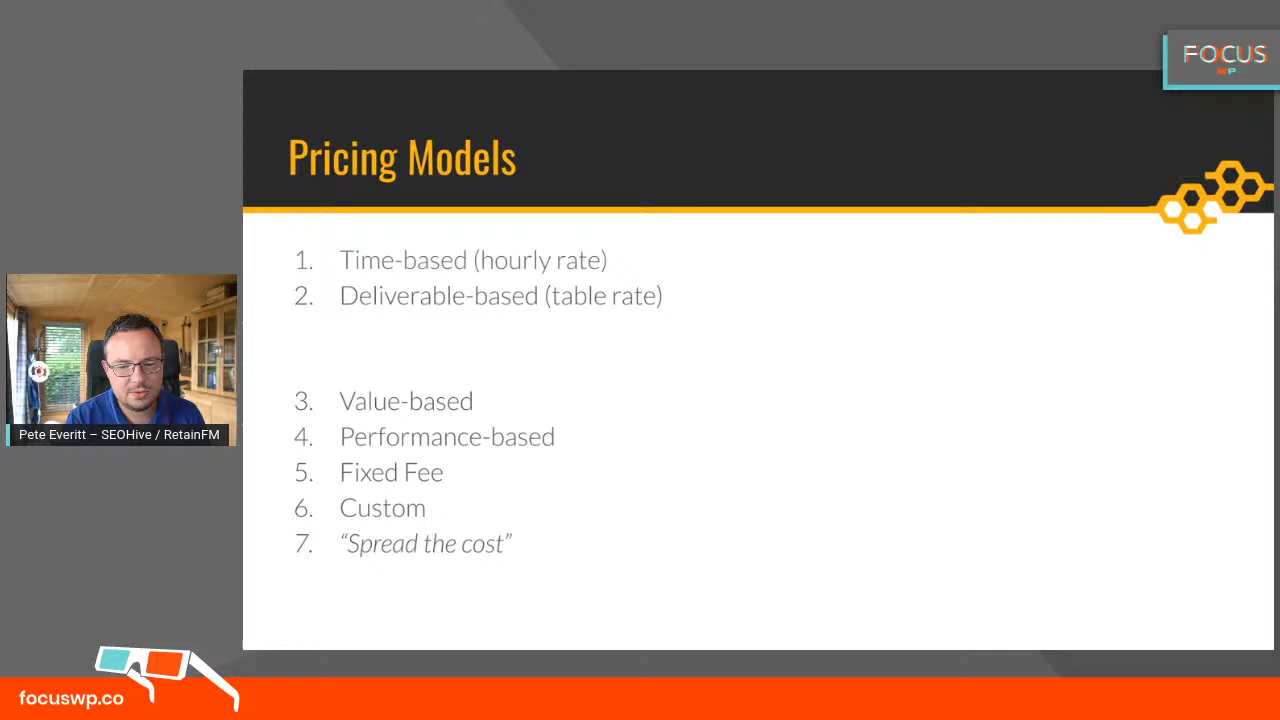 FOCUS
WP
Pricing Models
1. Time-based (hourly rate)
2. Deliverable-based (table rate)
3. Value-based
4. Performance-based
5. Fixed Fee
6. Custom
7. “Spread the cost”
Pete Everitt – SEOHive / RetainFM
focuswp.co